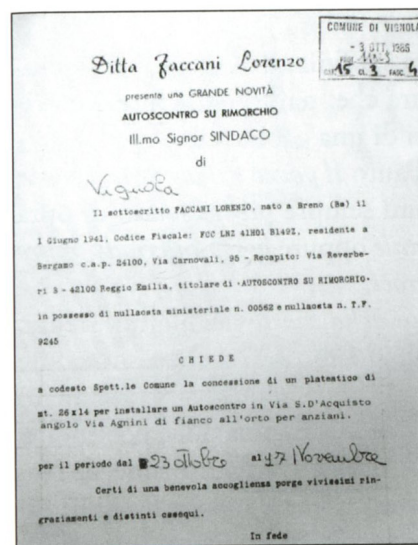 COMUNE DI VIGNOLA
- 3 OTT. 1986
CAT. 15 CL. 3 FASC. 4
Ditta Faccani Lorenzo
presenta una GRANDE NOVITÀ
AUTOSCONTRO SU RIMORCHIO
Ill.mo Signor SINDACO
di
Vignola
Il sottoscritto FACCANI LORENZO, nato a Breno (Bs) il
1 Giugno 1941, Codice Fiscale: FCC LRZ 41H01 B149Z, residente a
Bergamo c.a.p. 24100, Via Carnovali, 95 - Recapito: Via Reverbe-
ri 5 - 42100 Reggio Emilia, titolare di -AUTOSCONTRO SU RIMORCHIO-
in possesso di nullaosta ministeriale n. 00562 e nullaosta n. T.F.
9245
CHIEDE
a codesto Spett.le Comune la concessione di un plateatico di
mt. 26 x 14 per installare un Autoscontro in Via S.D'Acquisto
angolo Via Agnini di fianco all'orto per anziani.
per il periodo dal 23 ottobre al 17 Novembre
Certi di una benevola accoglienza porge vivissimi rin-
graziamenti e distinti ossequi.
In fede